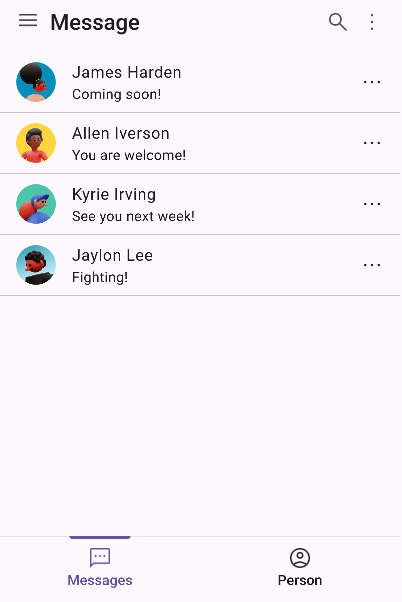 Message
James Harden
Coming soon!
Allen Iverson
You are welcome!
Kyrie Irving
See you next week!
Jaylon Lee
Fighting!
Messages
Person